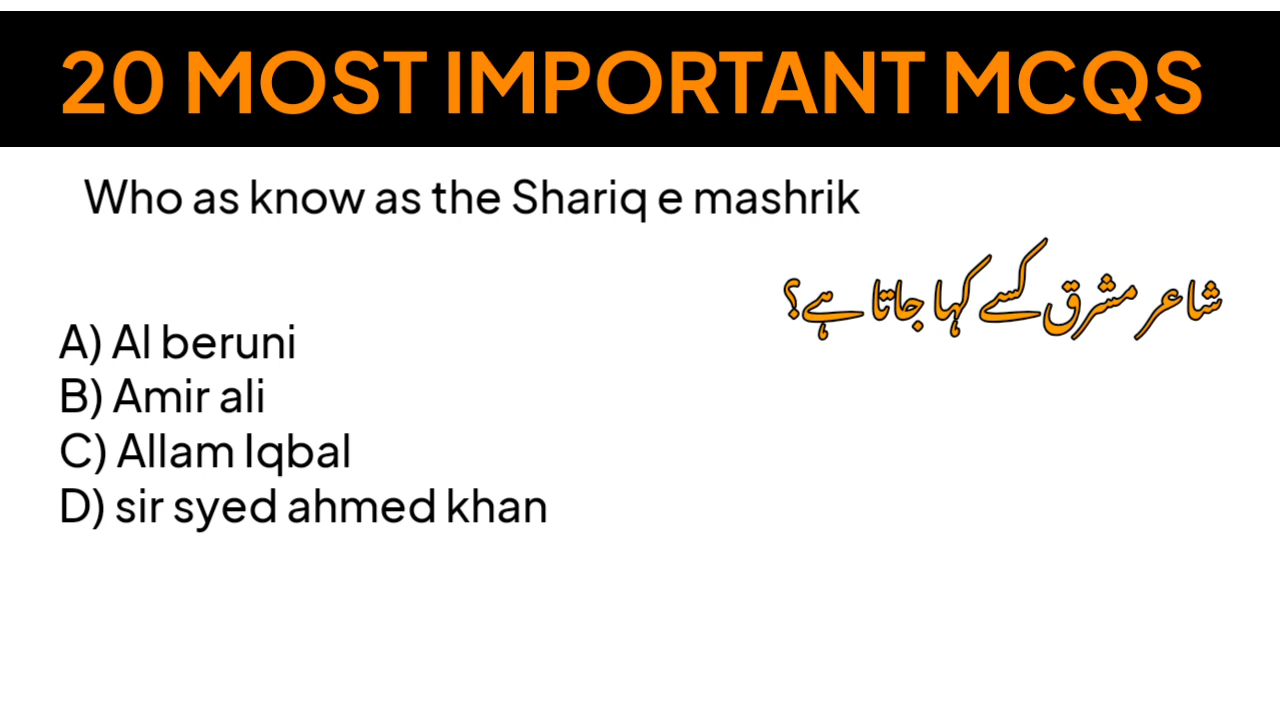 20 MOST IMPORTANT MCQS
Who as know as the Shariq e mashrik
شاعر مشرق کسے کہا جاتا ہے؟
A) Al beruni
B) Amir ali
C) Allam Iqbal
D) sir syed ahmed khan